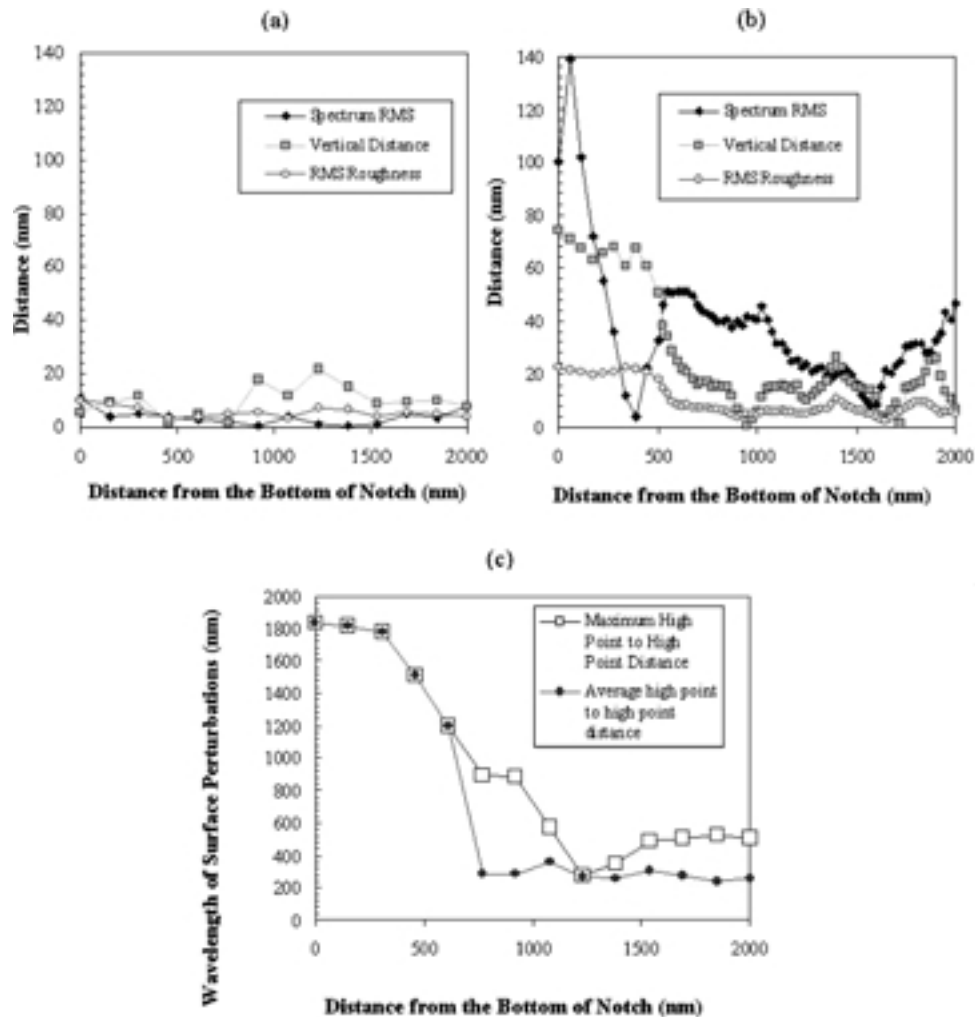 (a)
140
120
100
80
60
40
20
0
Distance (nm)
Spectrum RMS
Vertical Distance
RMS Roughness
0 500 1000 1500 2000
Distance from the Bottom of Notch (nm)
(b)
140
120
100
80
60
40
20
0
Distance (nm)
Spectrum RMS
Vertical Distance
RMS Roughness
0 500 1000 1500 2000
Distance from the Bottom of Notch (nm)
(c)
2000
1800
1600
1400
1200
1000
800
600
400
200
0
Wavelength of Surface Perturbations (nm)
Maximum High
Point to High
Point Distance
Average high point
to high point
distance
0 500 1000 1500 2000
Distance from the Bottom of Notch (nm)